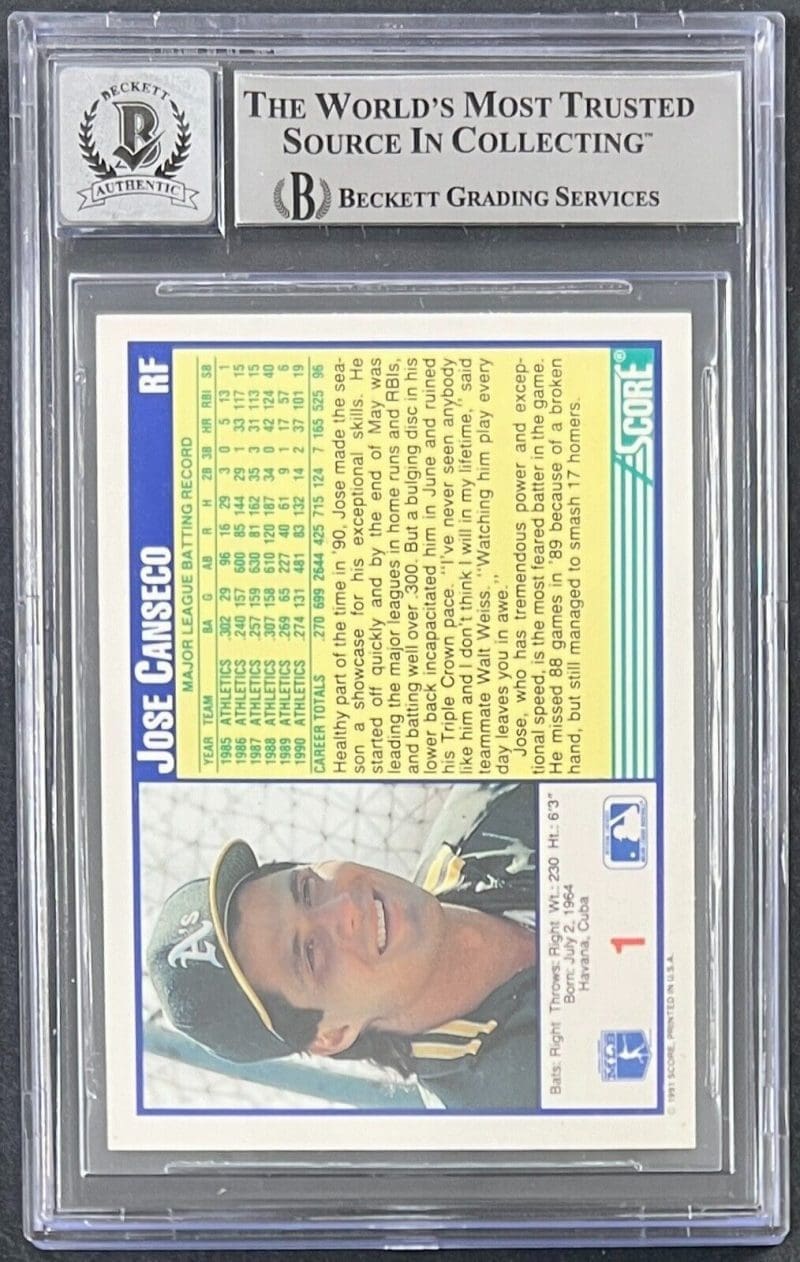 BECKETT
B
AUTHENTIC
THE WORLD'S MOST TRUSTED
SOURCE IN COLLECTING™
B BECKETT GRADING SERVICES
JOSE CANSECO RF
MAJOR LEAGUE BATTING RECORD
YEAR TEAM BA G AB R H 2B 3B HR RBI SB
1985 ATHLETICS .302 29 96 16 29 3 0 5 13 1
1986 ATHLETICS .240 157 600 85 144 29 1 33 117 15
1987 ATHLETICS .257 159 630 81 162 35 3 31 113 15
1988 ATHLETICS .307 158 610 120 187 34 0 42 124 40
1989 ATHLETICS .269 65 227 40 61 9 1 17 57 6
1990 ATHLETICS .274 131 481 83 132 14 2 37 101 19
CAREER TOTALS .270 699 2644 425 715 124 7 165 525 96
Healthy part of the time in '90, Jose made the sea-
son a showcase for his exceptional skills. He
started off quickly and by the end of May was
leading the major leagues in home runs and RBIs,
and batting well over .300. But a bulging disc in his
lower back incapacitated him in June and ruined
his Triple Crown pace. "I've never seen anybody
like him and I don't think I will in my lifetime," said
teammate Walt Weiss. "Watching him play every
day leaves you in awe."
Jose, who has tremendous power and excep-
tional speed, is the most feared batter in the game.
He missed 88 games in '89 because of a broken
hand, but still managed to smash 17 homers.
SCORE®
A's
Bats: Right Throws: Right Wt.: 230 Ht.: 6'3"
Born: July 2, 1964
Havana, Cuba
1
© 1991 SCORE, PRINTED IN U.S.A.